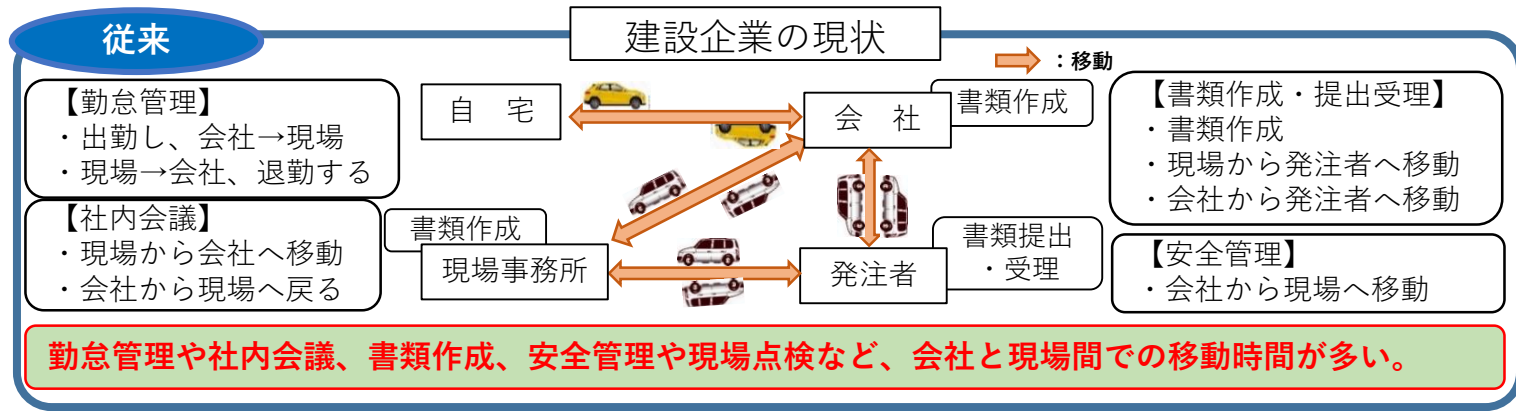 従来
建設企業の現状
：移動
【勤怠管理】
・出勤し、会社→現場
・現場→会社、退勤する
【社内会議】
・現場から会社へ移動
・会社から現場へ戻る
自　宅
会　社
書類作成
書類作成
現場事務所
発注者
書類提出
・受理
【書類作成・提出受理】
・書類作成
・現場から発注者へ移動
・会社から発注者へ移動
【安全管理】
・会社から現場へ移動
勤怠管理や社内会議、書類作成、安全管理や現場点検など、会社と現場間での移動時間が多い。